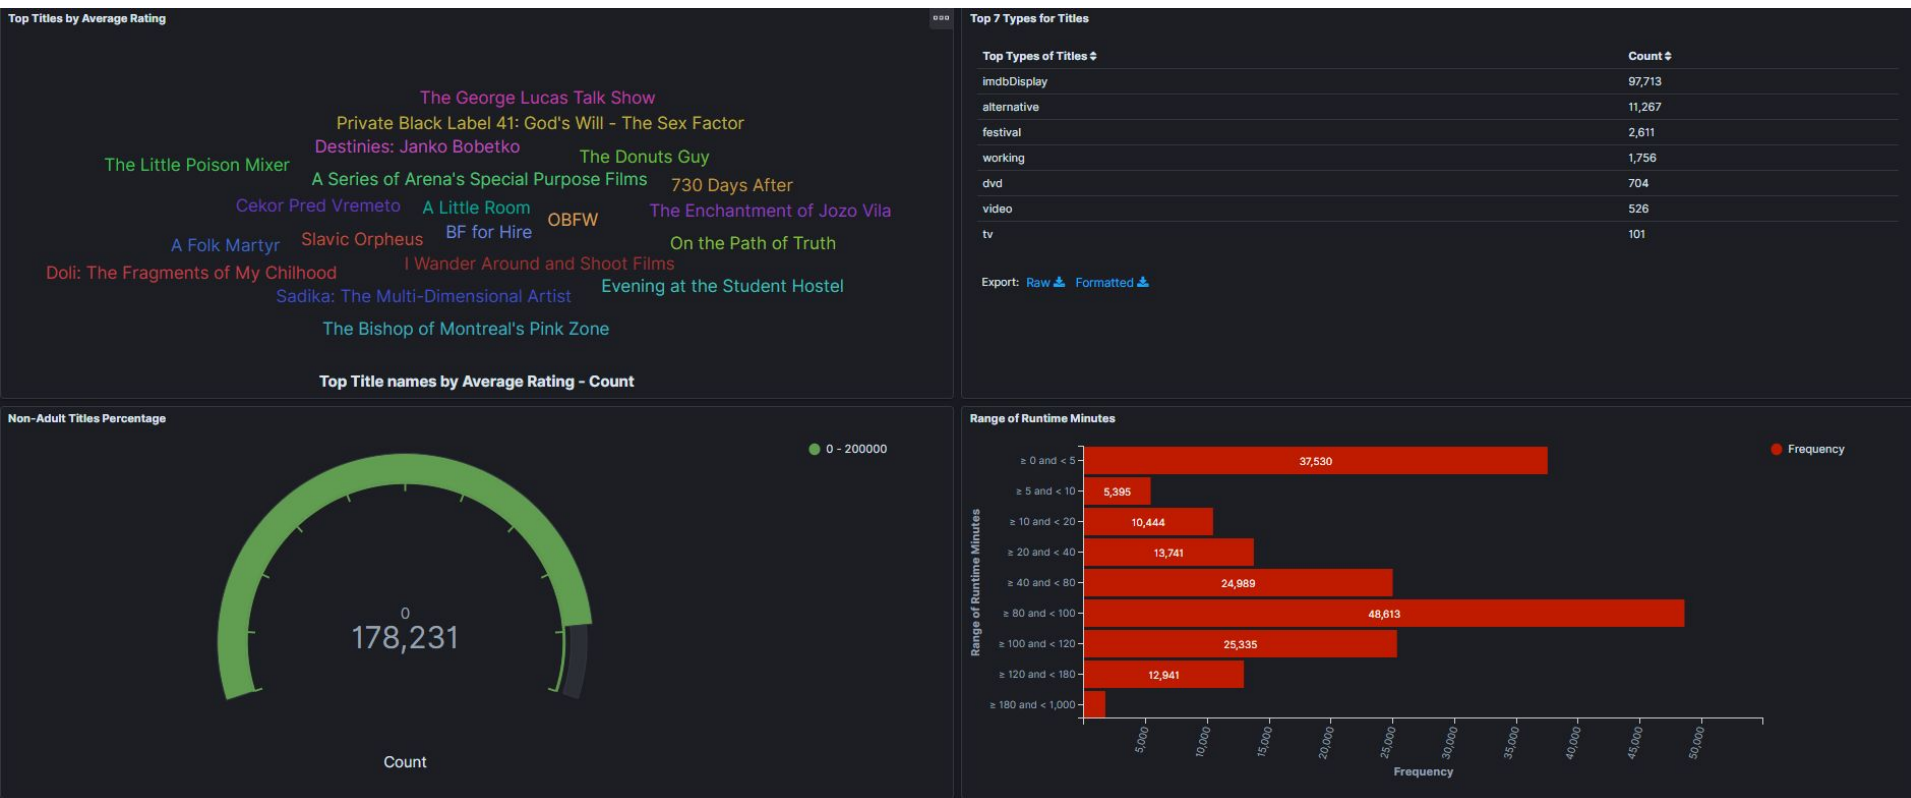 Top Titles by Average Rating
The George Lucas Talk Show
Private Black Label 41: God's Will - The Sex Factor
Destinies: Janko Bobetko
The Donuts Guy
The Little Poison Mixer
A Series of Arena's Special Purpose Films
730 Days After
Cekor Pred Vremeto
A Little Room
OBFW
The Enchantment of Jozo Vila
A Folk Martyr
Slavic Orpheus
BF for Hire
On the Path of Truth
I Wander Around and Shoot Films
Doli: The Fragments of My Chilhood
Sadika: The Multi-Dimensional Artist
Evening at the Student Hostel
The Bishop of Montreal's Pink Zone
Top Title names by Average Rating - Count
Top 7 Types for Titles
Top Types of Titles Count
imdbDisplay 97,713
alternative 11,267
festival 2,611
working 1,756
dvd 704
video 526
tv 101
Export: Raw Formatted
Non-Adult Titles Percentage
0 - 200000
0
178,231
Count
Range of Runtime Minutes
Frequency
Range of Runtime Minutes
≥ 0 and < 5 37,530
≥ 5 and < 10 5,395
≥ 10 and < 20 10,444
≥ 20 and < 40 13,741
≥ 40 and < 80 24,989
≥ 80 and < 100 48,613
≥ 100 and < 120 25,335
≥ 120 and < 180 12,941
≥ 180 and < 1,000
5,000 10,000 15,000 20,000 25,000 30,000 35,000 40,000 45,000 50,000
Frequency